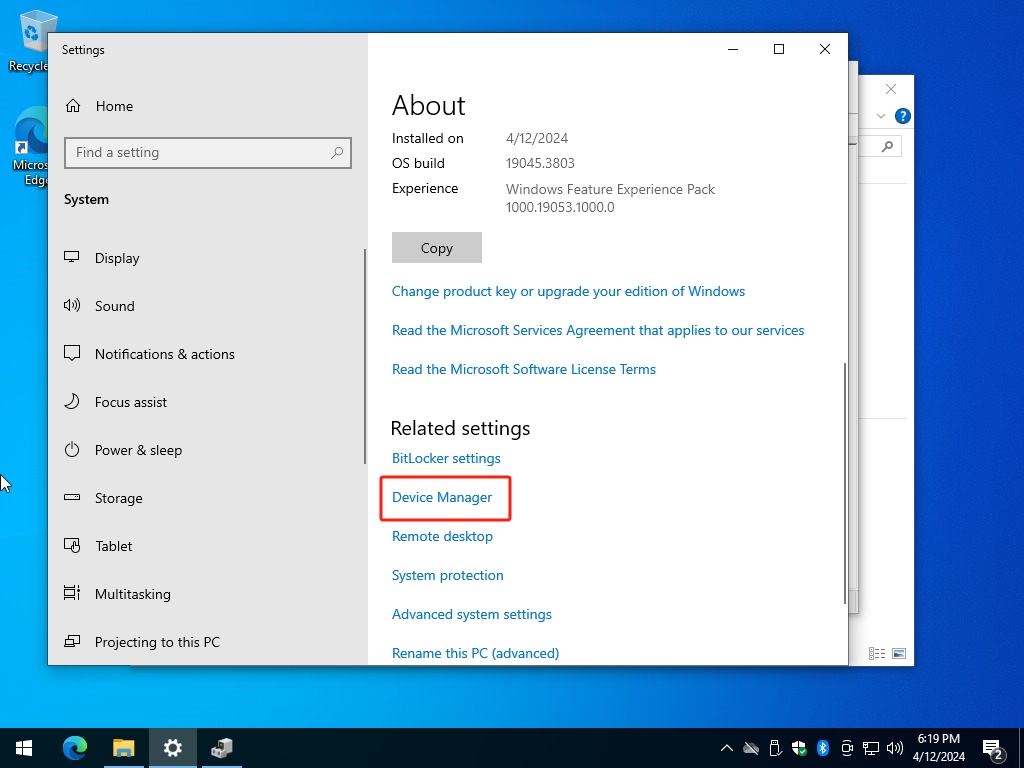 Recycle
Micros
Edge
Settings
Home
Find a setting
System
Display
Sound
Notifications & actions
Focus assist
Power & sleep
Storage
Tablet
Multitasking
Projecting to this PC
About
Installed on 4/12/2024
OS build 19045.3803
Experience Windows Feature Experience Pack
1000.19053.1000.0
Copy
Change product key or upgrade your edition of Windows
Read the Microsoft Services Agreement that applies to our services
Read the Microsoft Software License Terms
Related settings
BitLocker settings
Device Manager
Remote desktop
System protection
Advanced system settings
Rename this PC (advanced)
6:19 PM
4/12/2024
2